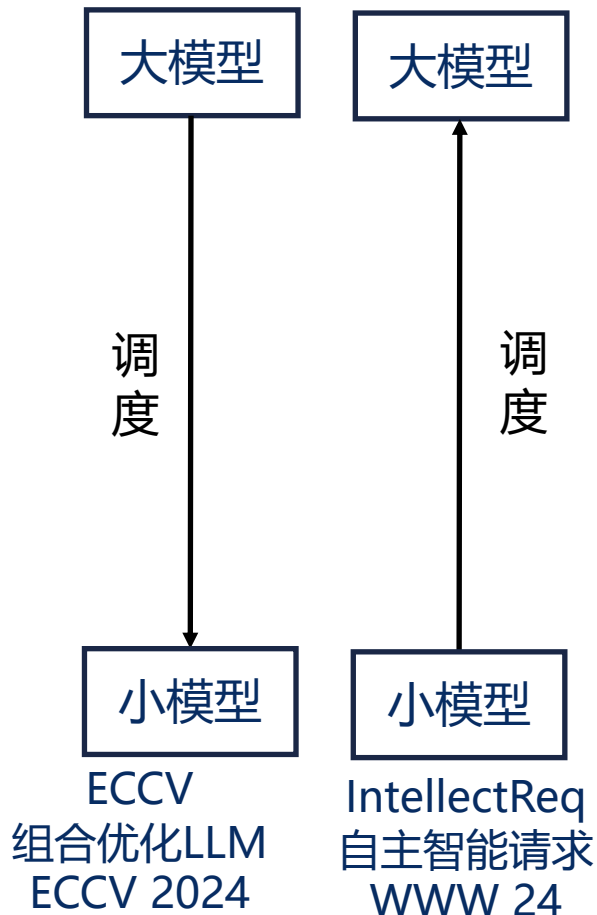 大模型
调
度
小模型
ECCV
组合优化LLM
ECCV 2024
大模型
调
度
小模型
IntellectReq
自主智能请求
WWW 24